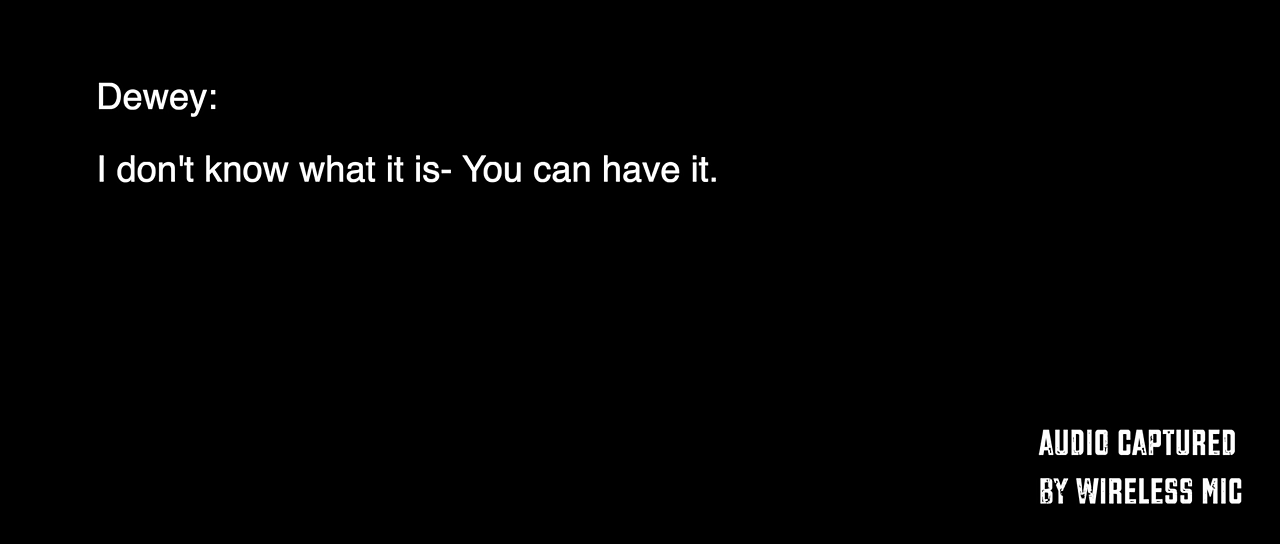 Dewey:
I don't know what it is- You can have it.
AUDIO CAPTURED
BY WIRELESS MIC